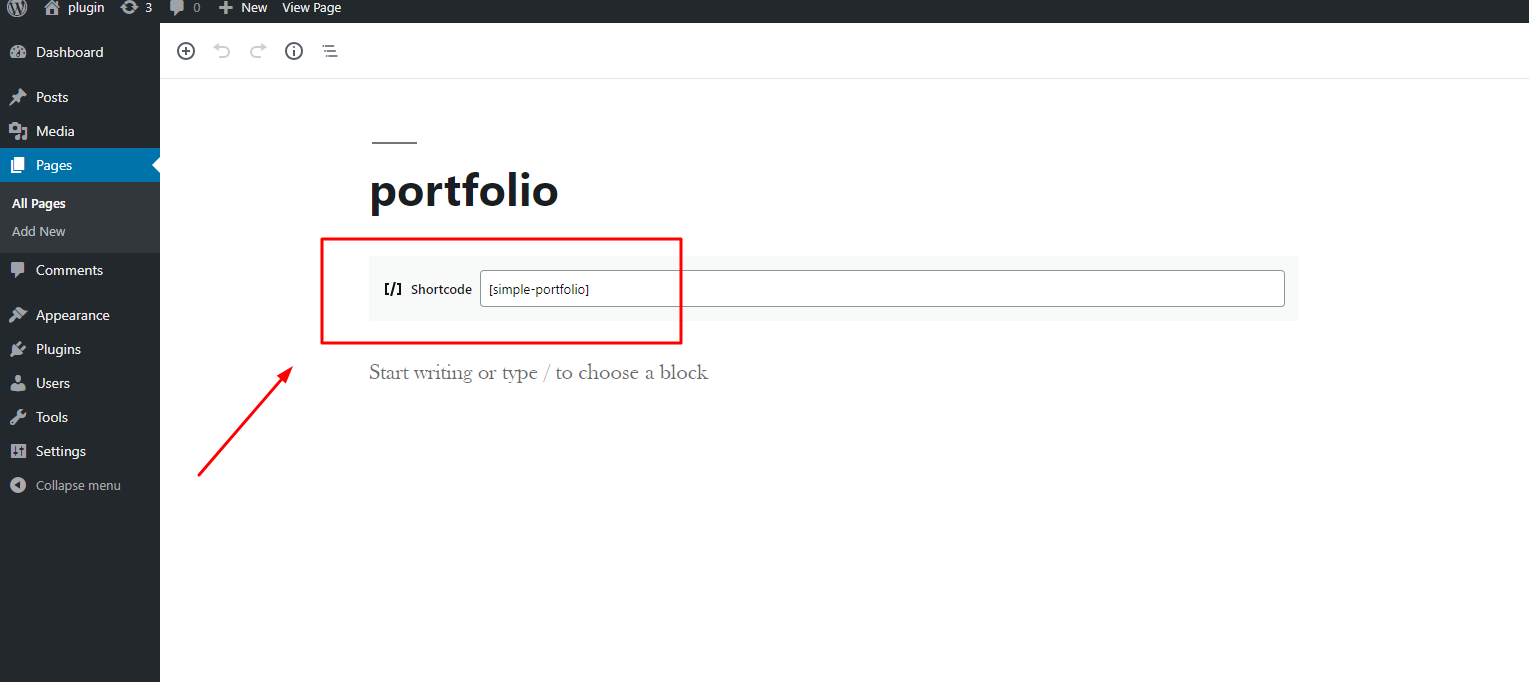 plugin 3 0 New View Page
Dashboard
Posts
Media
Pages
All Pages
Add New
Comments
Appearance
Plugins
Users
Tools
Settings
Collapse menu
portfolio
[/] Shortcode [simple-portfolio]
Start writing or type / to choose a block